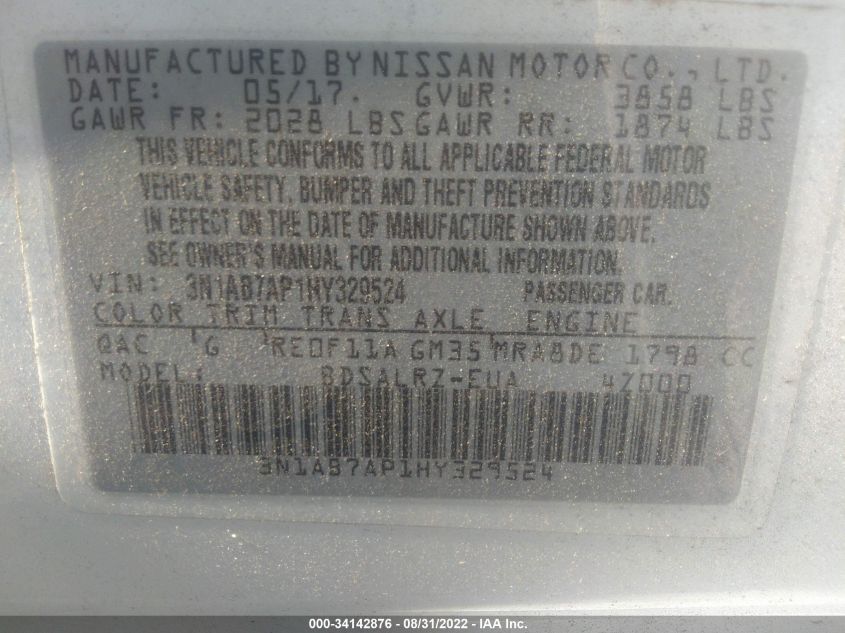 MANUFACTURED BY NISSAN MOTOR CO., LTD.
DATE: 05/17. GVWR: 3858 LBS
GAWR FR: 2028 LBS GAWR RR: 1874 LBS
THIS VEHICLE CONFORMS TO ALL APPLICABLE FEDERAL MOTOR
VEHICLE SAFETY, BUMPER AND THEFT PREVENTION STANDARDS
IN EFFECT ON THE DATE OF MANUFACTURE SHOWN ABOVE.
SEE OWNER'S MANUAL FOR ADDITIONAL INFORMATION.
VIN: 3N1AB7AP1HY329524 PASSENGER CAR.
COLOR TRIM TRANS AXLE ENGINE
QAC G RE0F11A GM35 MRA8DE 1798 CC
MODEL: BDSALRZ-EUA 47000
3N1AB7AP1HY329524
000-34142876 - 08/31/2022 - IAA, Inc.